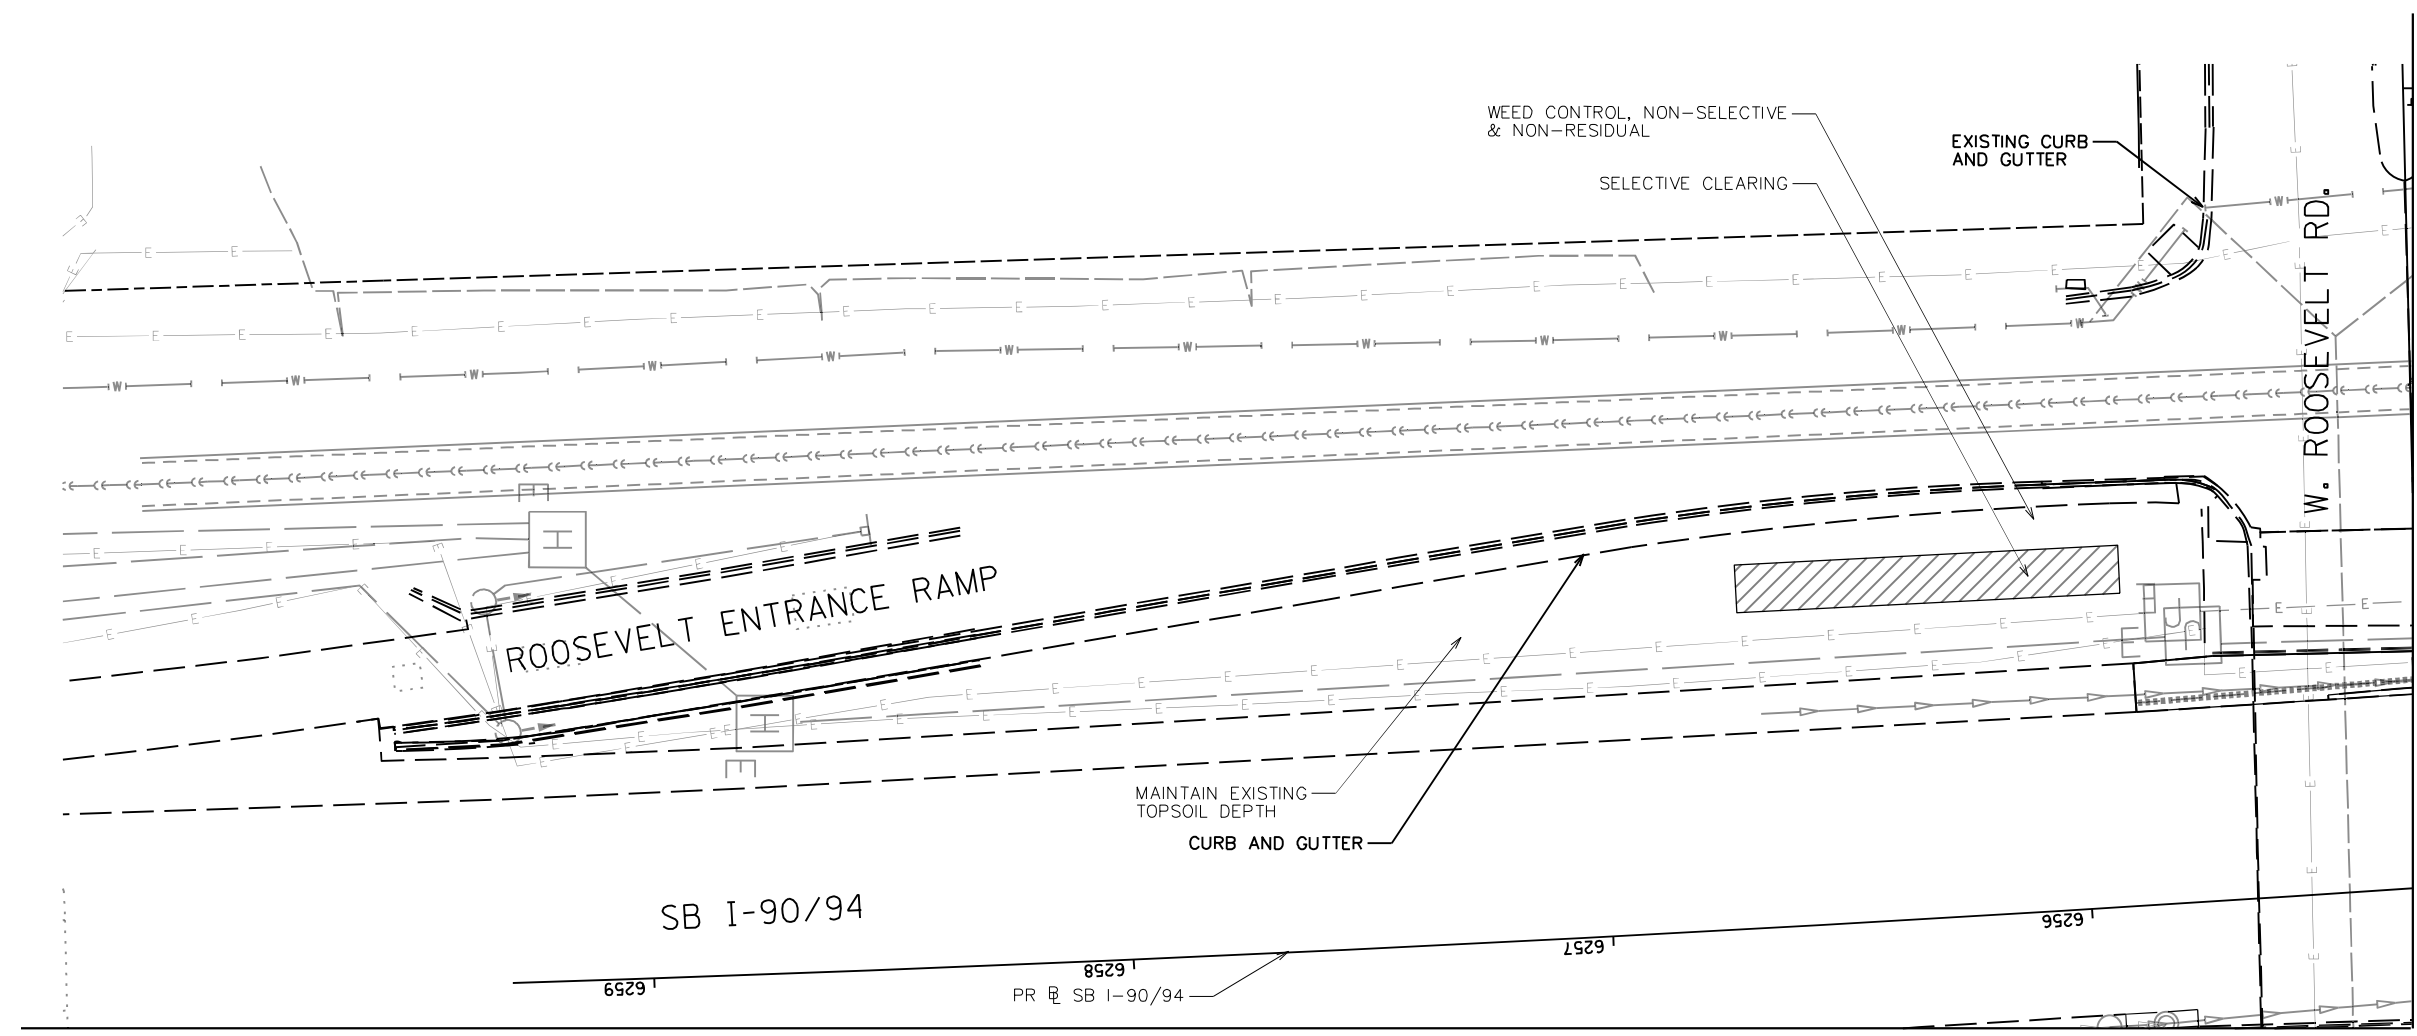 WEED CONTROL, NON-SELECTIVE
& NON-RESIDUAL
EXISTING CURB
AND GUTTER
SELECTIVE CLEARING
W. ROOSEVELT RD.
ROOSEVELT ENTRANCE RAMP
MAINTAIN EXISTING
TOPSOIL DEPTH
CURB AND GUTTER
SB I-90/94
6256
6257
6258
6259
PR BL SB I-90/94